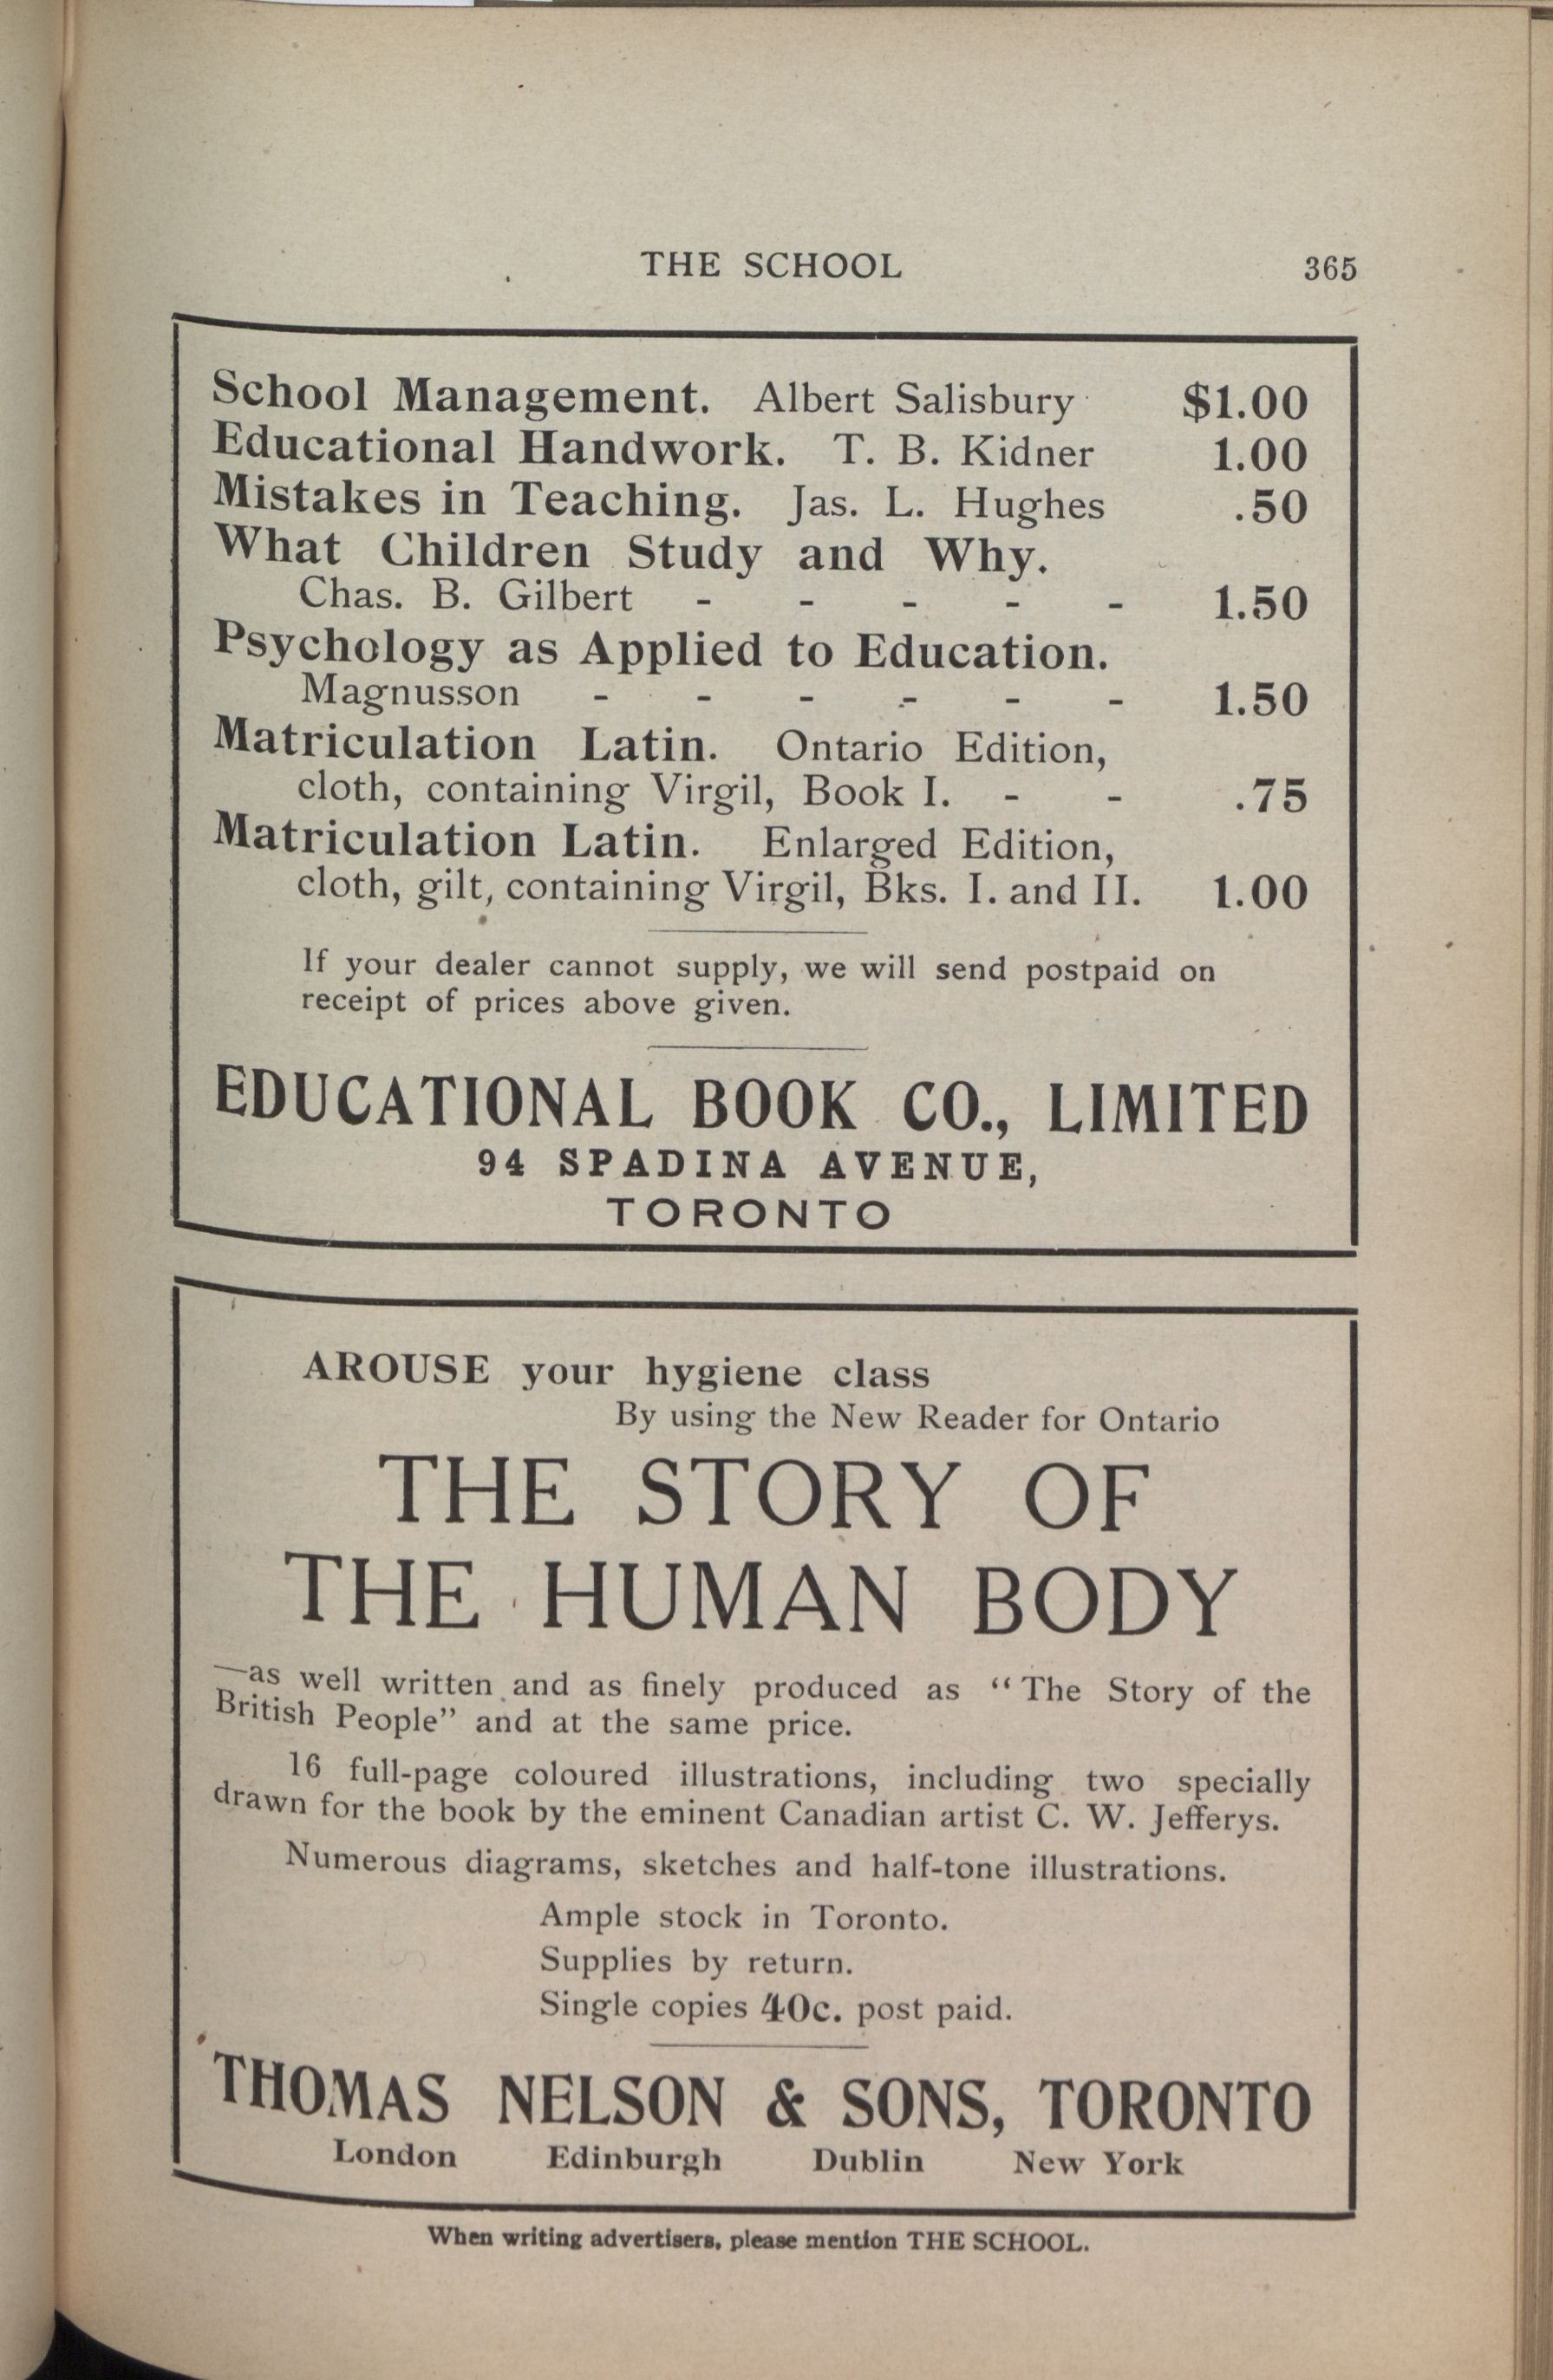 THE SCHOOL 365
School Management. Albert Salisbury $1.00
Educational Handwork. T. B. Kidner 1.00
Mistakes in Teaching. Jas. L. Hughes .50
What Children Study and Why.
Chas. B. Gilbert - - - - - 1.50
Psychology as Applied to Education.
Magnusson - - - - - - 1.50
Matriculation Latin. Ontario Edition,
cloth, containing Virgil, Book I. - - .75
Matriculation Latin. Enlarged Edition,
cloth, gilt, containing Virgil, Bks. I. and II. 1.00
If your dealer cannot supply, we will send postpaid on
receipt of prices above given.
EDUCATIONAL BOOK CO., LIMITED
94 SPADINA AVENUE,
TORONTO
AROUSE your hygiene class
By using the New Reader for Ontario
THE STORY OF
THE HUMAN BODY
—as well written and as finely produced as "The Story of the
British People" and at the same price.
16 full-page coloured illustrations, including two specially
drawn for the book by the eminent Canadian artist C. W. Jefferys.
Numerous diagrams, sketches and half-tone illustrations.
Ample stock in Toronto.
Supplies by return.
Single copies 40c. post paid.
THOMAS NELSON & SONS, TORONTO
London Edinburgh Dublin New York
When writing advertisers, please mention THE SCHOOL.